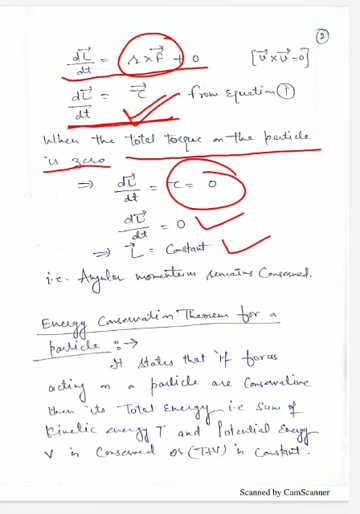 ②
dL⃗/dt = r × F⃗ + 0 [v⃗ × v⃗ = 0]
dL⃗/dt = τ⃗ from Equation ①
When the Total Torque on the particle
is zero
⇒ dL⃗/dt = τ = 0
dL⃗/dt = 0
⇒ L⃗ = Constant
i.e. Angular momentum remains Conserved.
Energy Conservation Theorem for a
particle :→
It states that if forces
acting on a particle are Conservative
then its Total Energy i.e Sum of
Kinetic energy T and Potential Energy
V is Conserved or (T+V) is Constant.
Scanned by CamScanner